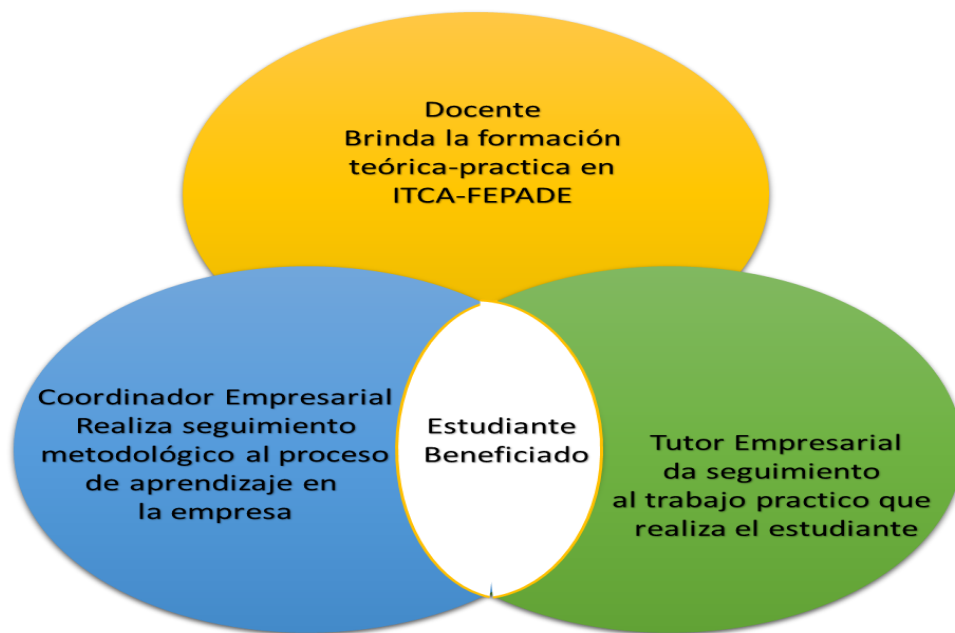 Docente
Brinda la formación
teórica-practica en
ITCA-FEPADE
Coordinador Empresarial
Realiza seguimiento
metodológico al proceso
de aprendizaje en
la empresa
Estudiante
Beneficiado
Tutor Empresarial
da seguimiento
al trabajo practico que
realiza el estudiante